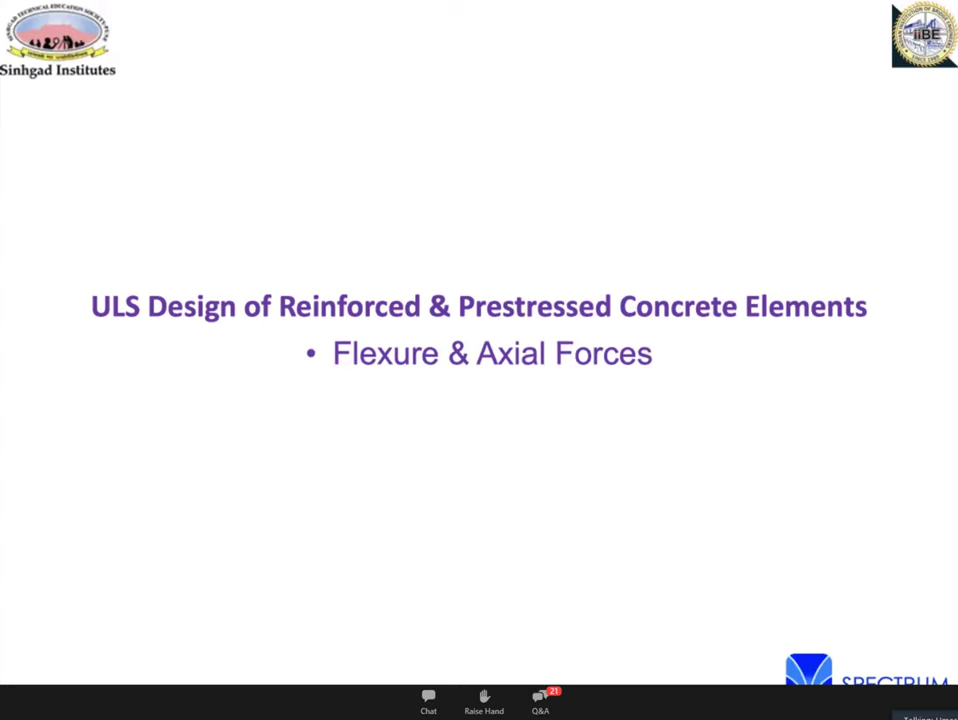 Sinhgad Institutes
IIBE
ULS Design of Reinforced & Prestressed Concrete Elements
• Flexure & Axial Forces
SPECTRUM
21
Chat
Raise Hand
Q&A